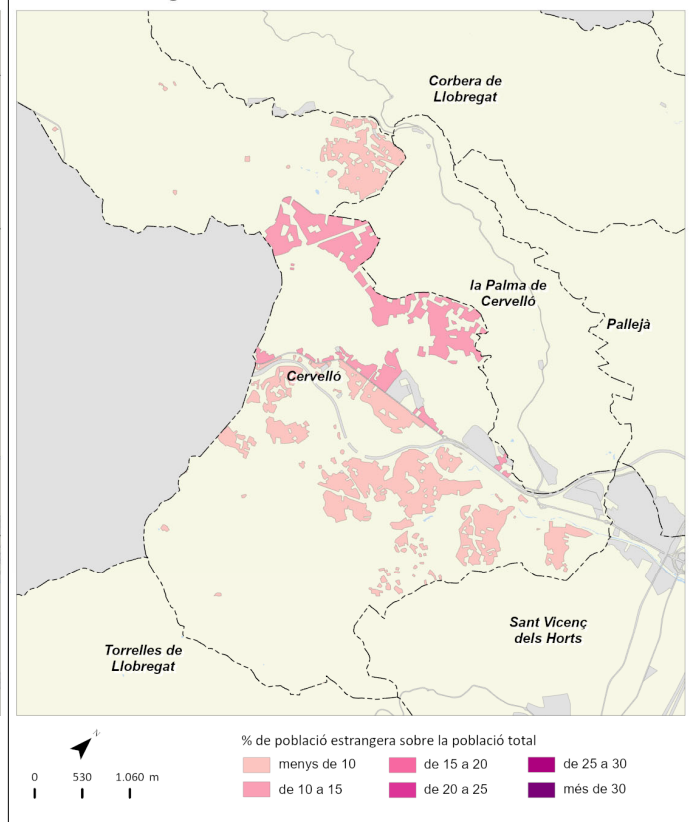 Corbera de
Llobregat
la Palma de
Cervelló
Pallejà
Cervelló
Sant Vicenç
dels Horts
Torrelles de
Llobregat
N
0 530 1.060 m
% de població estrangera sobre la població total
menys de 10
de 15 a 20
de 25 a 30
de 10 a 15
de 20 a 25
més de 30